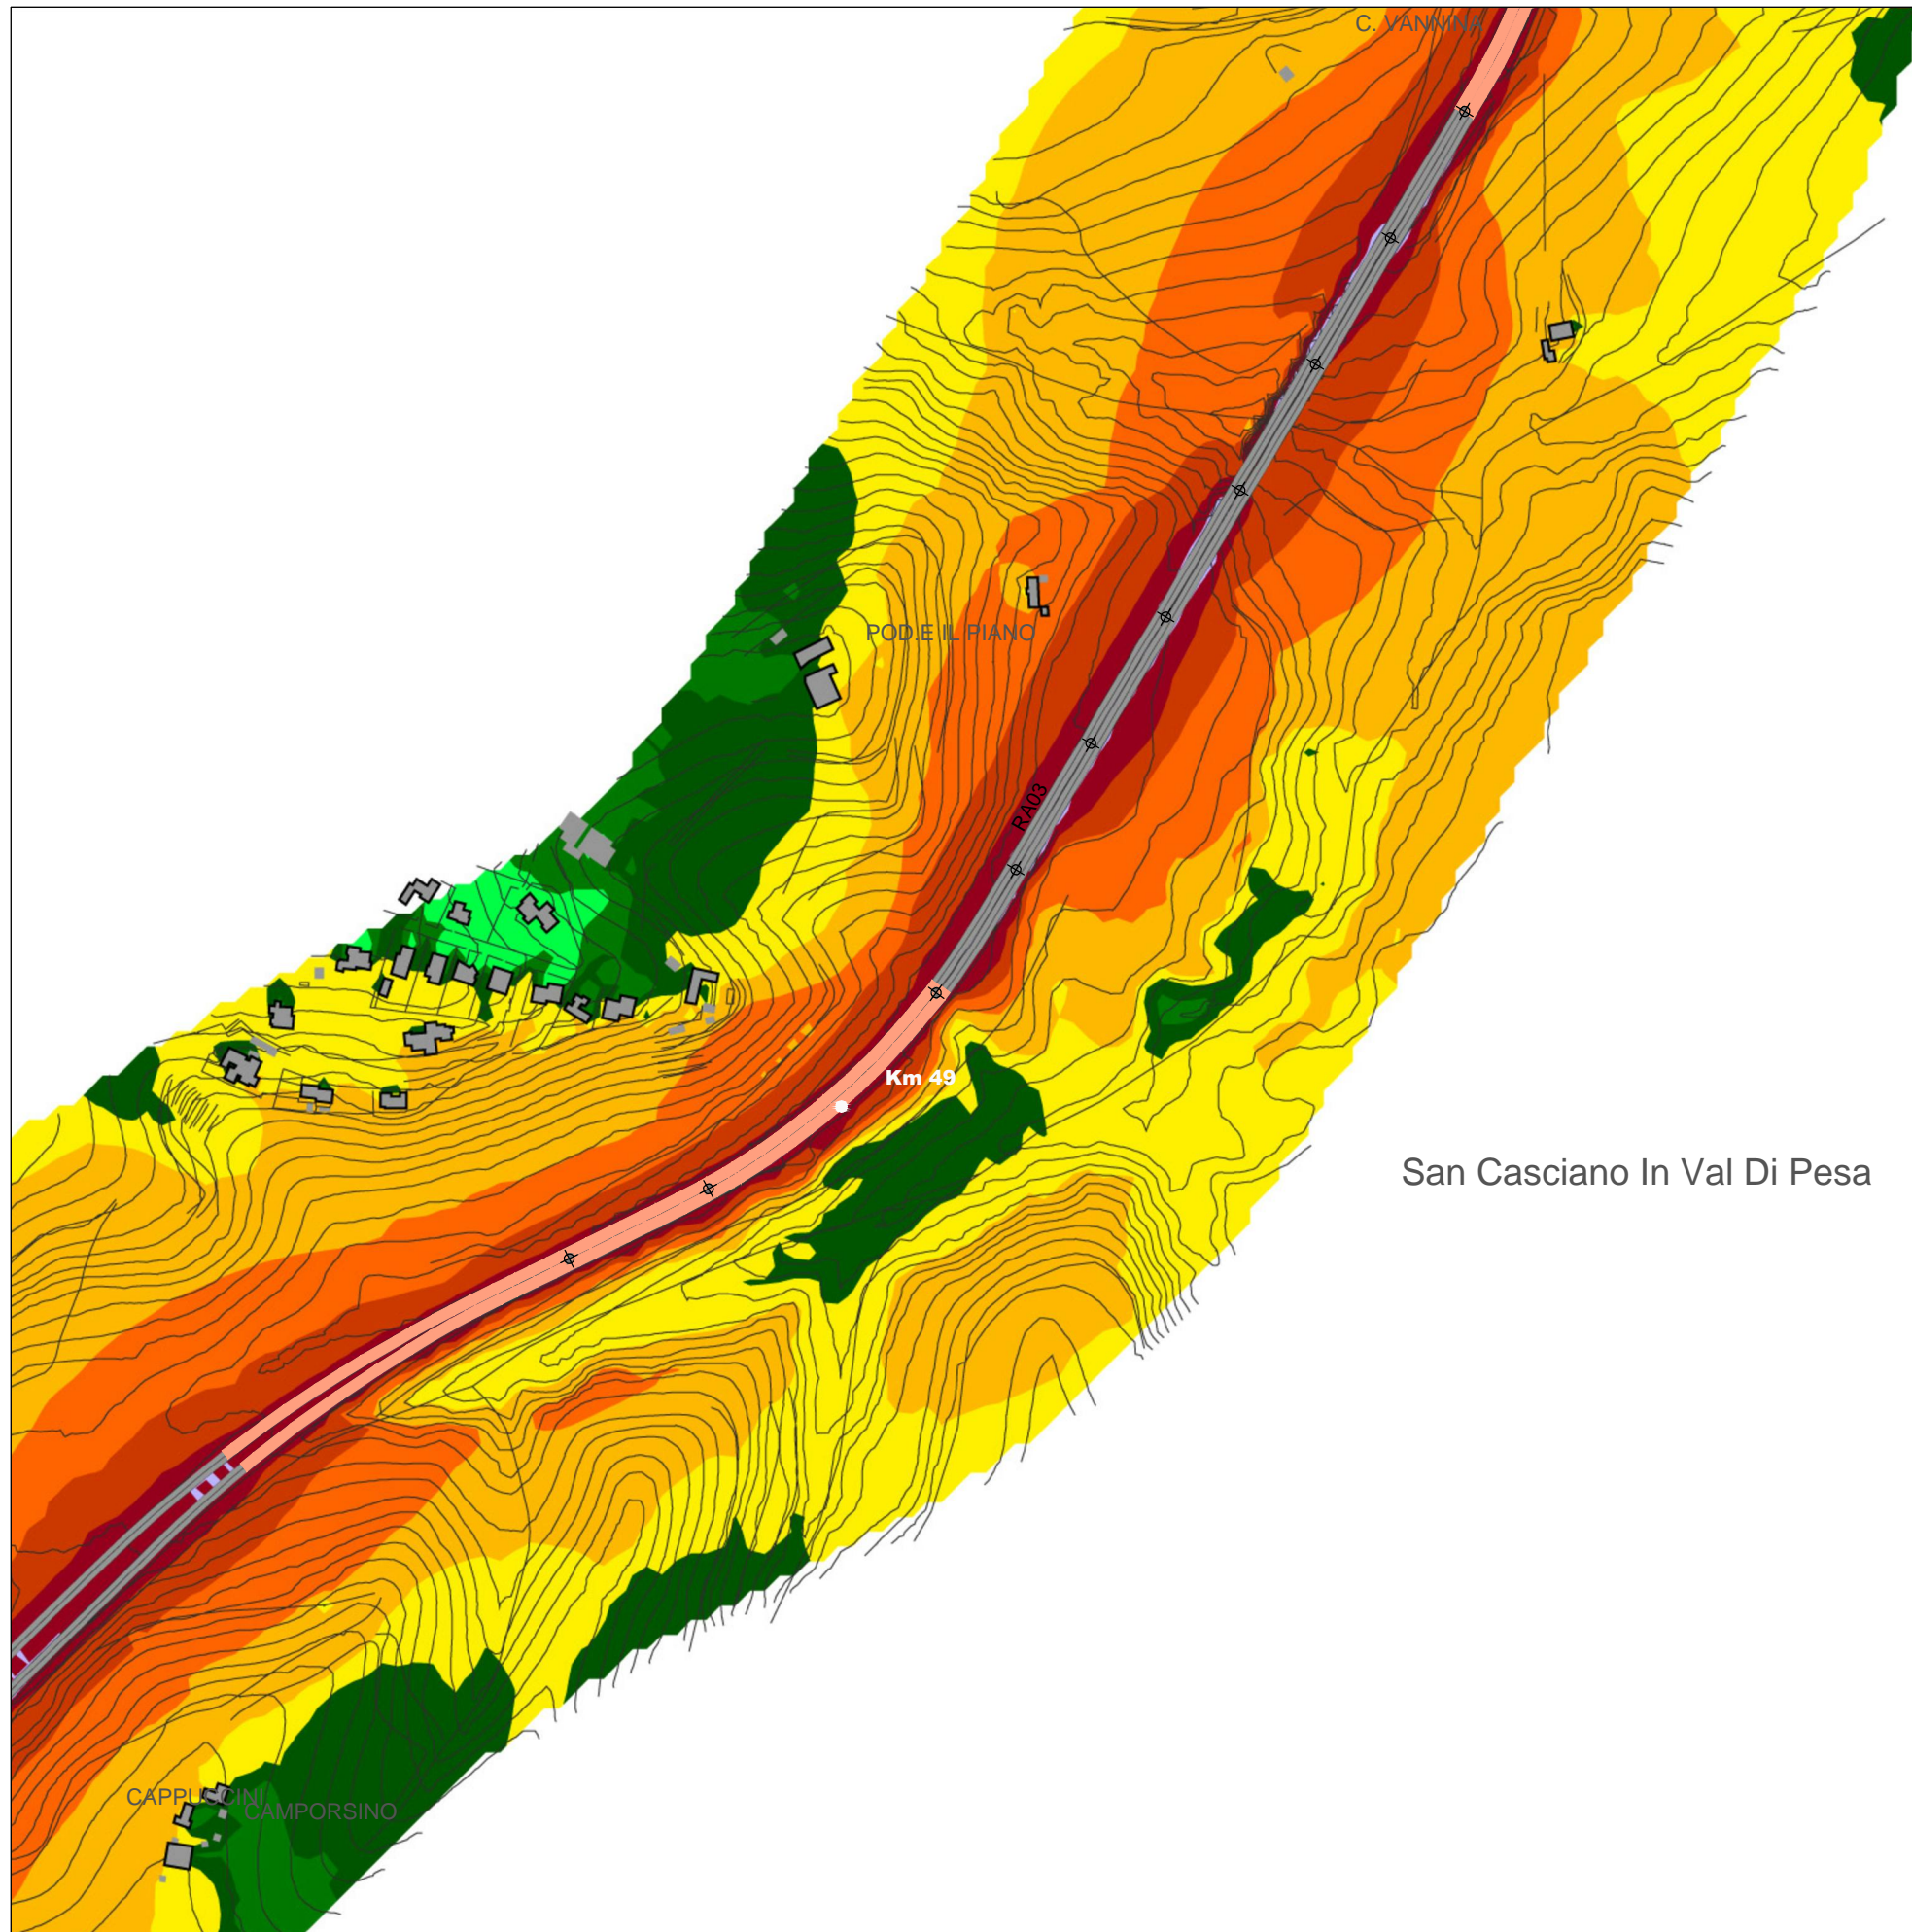 C. VANNINA
POD.E IL PIANO
RA03
Km 49
San Casciano In Val Di Pesa
CAPPUCCINI
CAMPORSINO